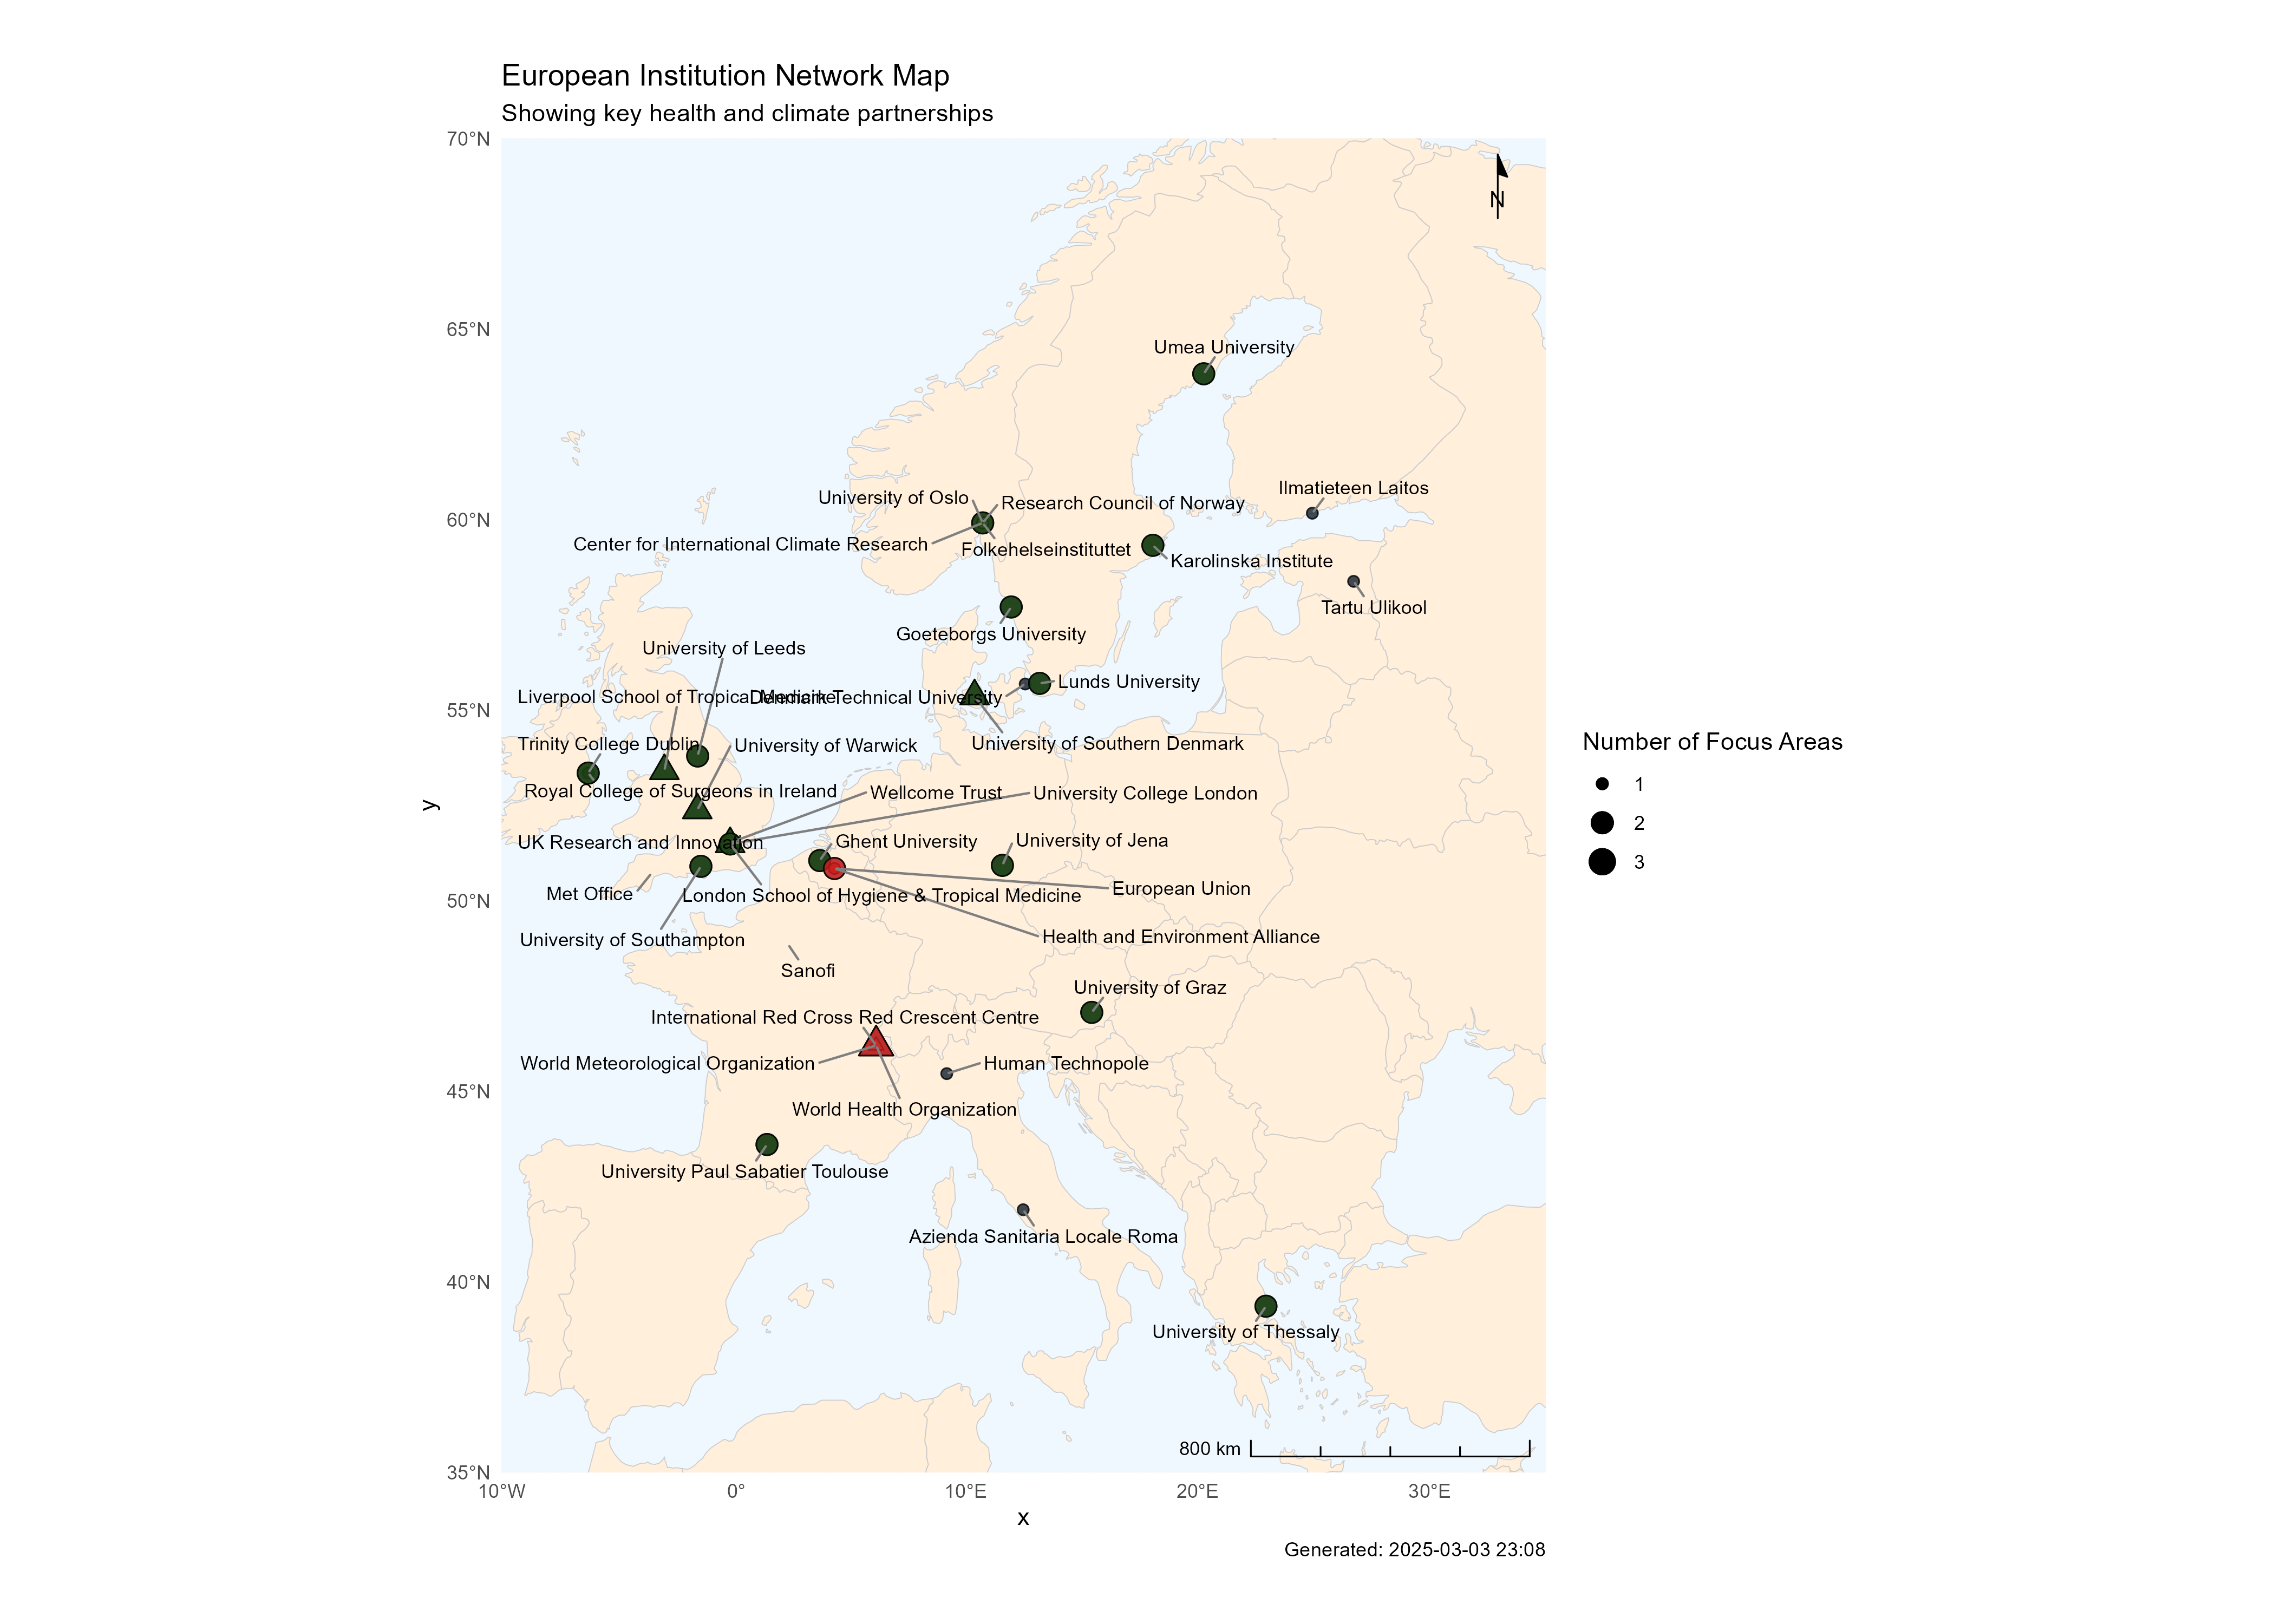 European Institution Network Map
Showing key health and climate partnerships
70°N
65°N
60°N
55°N
50°N
45°N
40°N
35°N
y
N
Umea University
Ilmatieteen Laitos
University of Oslo
Research Council of Norway
Center for International Climate Research
Folkehelseinstituttet
Karolinska Institute
Tartu Ulikool
Goeteborgs University
University of Leeds
Lunds University
Liverpool School of Tropical Medicine
Denmark Technical University
Trinity College Dublin
University of Warwick
University of Southern Denmark
Royal College of Surgeons in Ireland
Wellcome Trust
University College London
UK Research and Innovation
Ghent University
University of Jena
Met Office
London School of Hygiene & Tropical Medicine
European Union
University of Southampton
Health and Environment Alliance
Sanofi
University of Graz
International Red Cross Red Crescent Centre
World Meteorological Organization
Human Technopole
World Health Organization
University Paul Sabatier Toulouse
Azienda Sanitaria Locale Roma
University of Thessaly
800 km
10°W
0°
10°E
20°E
30°E
x
Number of Focus Areas
1
2
3
Generated: 2025-03-03 23:08